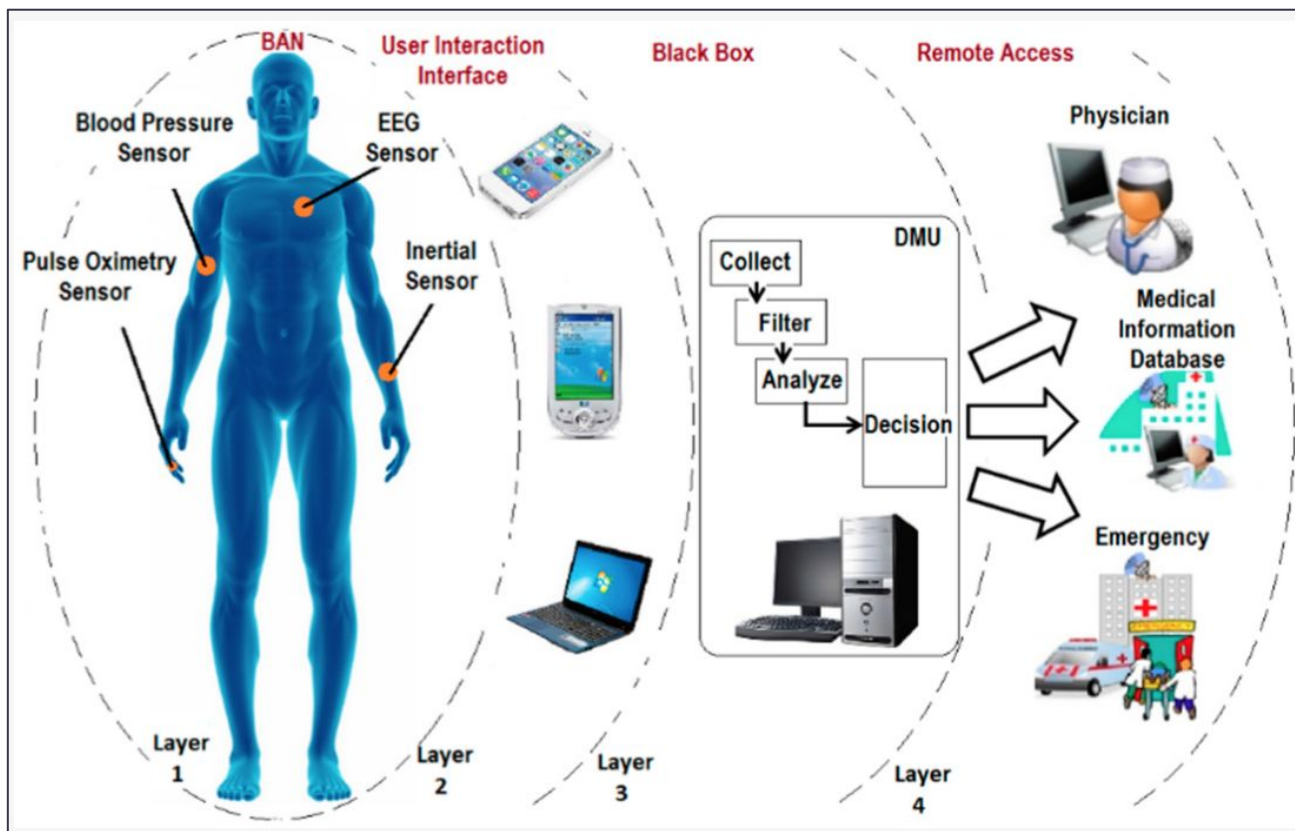 BAN
User Interaction
Interface
Black Box
Remote Access
Blood Pressure
Sensor
EEG
Sensor
Pulse Oximetry
Sensor
Inertial
Sensor
DMU
Collect
Filter
Analyze
Decision
Physician
Medical
Information
Database
Emergency
EMERGENCY
Layer
1
Layer
2
Layer
3
Layer
4